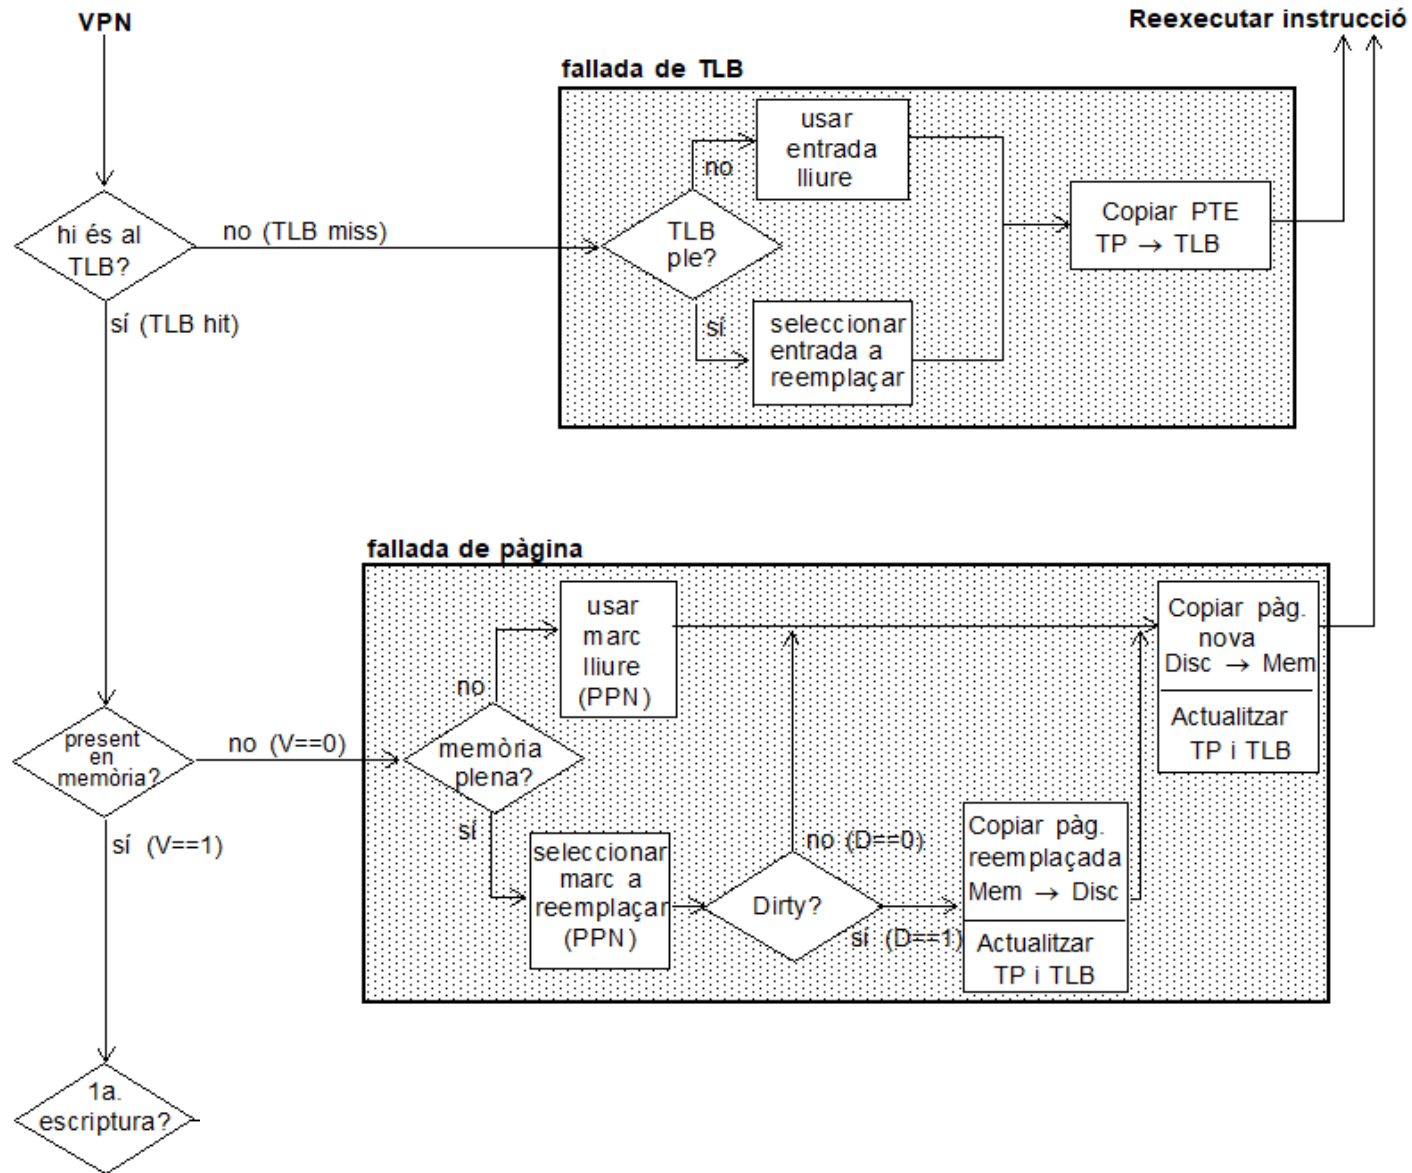 VPN
Reexecutar instrucció
fallada de TLB
usar
entrada
lliure
no
hi és al
TLB?
no (TLB miss)
TLB
ple?
Copiar PTE
TP → TLB
sí (TLB hit)
sí
seleccionar
entrada a
reemplaçar
fallada de pàgina
usar
marc
lliure
(PPN)
no
Copiar pàg.
nova
Disc → Mem
Actualitzar
TP i TLB
present
en
memòria?
no (V==0)
memòria
plena?
sí (V==1)
sí
seleccionar
marc a
reemplaçar
(PPN)
no (D==0)
Dirty?
sí (D==1)
Copiar pàg.
reemplaçada
Mem → Disc
Actualitzar
TP i TLB
1a.
escriptura?